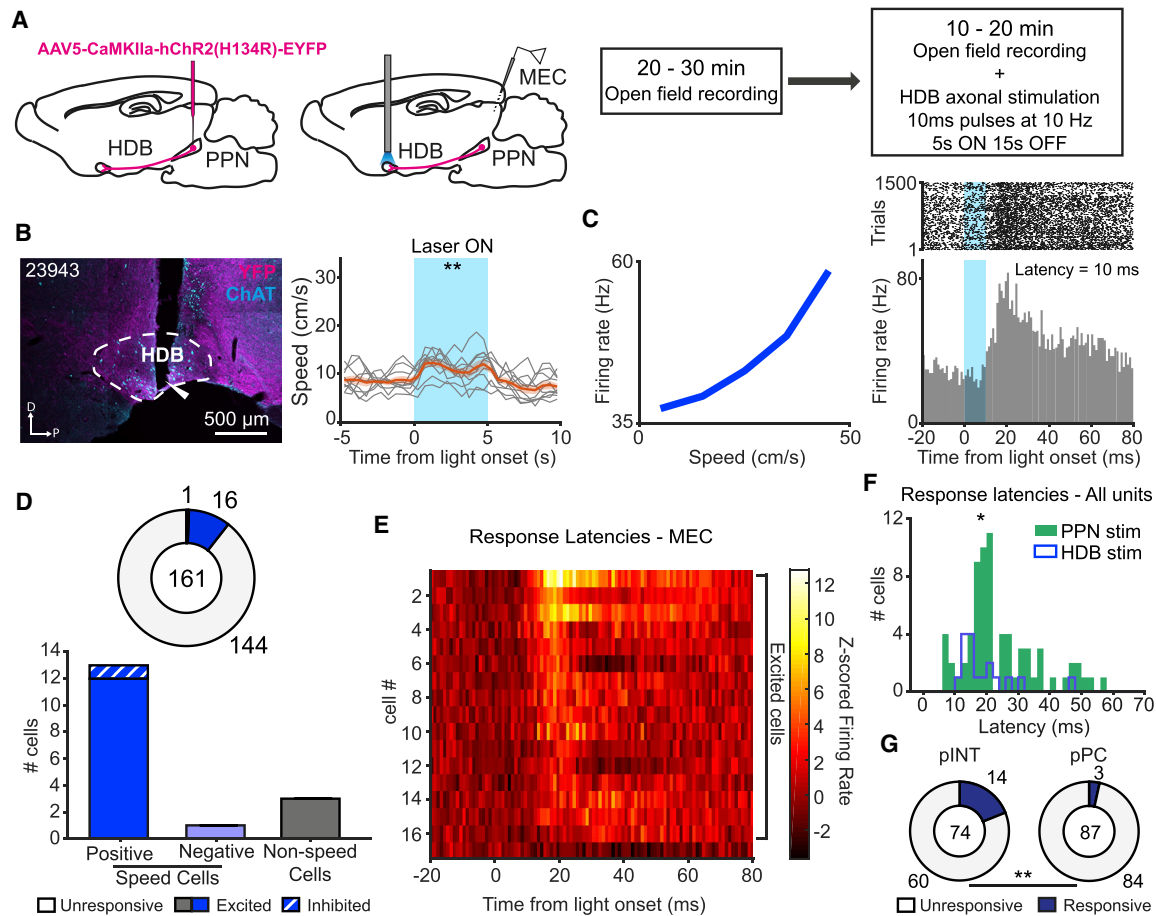 A
AAV5-CaMKIIa-hChR2(H134R)-EYFP
HDB
PPN
HDB
PPN
MEC
20 - 30 min
Open field recording
10 - 20 min
Open field recording
+
HDB axonal stimulation
10ms pulses at 10 Hz
5s ON 15s OFF
B
23943
YFP
ChAT
HDB
D
P
500 µm
Laser ON
**
Speed (cm/s)
30
20
10
0
-5
0
5
10
Time from light onset (s)
C
Firing rate (Hz)
60
35
50
Speed (cm/s)
Trials
1500
1
Latency = 10 ms
Firing rate (Hz)
80
0
-20
0
20
40
60
80
Time from light onset (ms)
D
1
16
161
144
# cells
14
12
10
8
6
4
2
0
Positive
Negative
Non-speed
Cells
Speed Cells
Unresponsive
Excited
Inhibited
E
Response Latencies - MEC
cell #
2
4
6
8
10
12
14
16
-20
0
20
40
60
80
Time from light onset (ms)
Excited cells
12
10
8
6
4
2
0
-2
Z-scored Firing Rate
F
Response latencies - All units
*
PPN stim
HDB stim
# cells
12
8
4
0
0
10
20
30
40
50
60
70
Latency (ms)
G
pINT
14
74
60
pPC
3
87
84
**
Unresponsive
Responsive